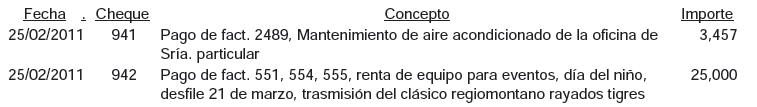 Fecha . Cheque Concepto Importe
25/02/2011 941 Pago de fact. 2489, Mantenimiento de aire acondicionado de la oficina de 3,457
Sría. particular
25/02/2011 942 Pago de fact. 551, 554, 555, renta de equipo para eventos, día del niño, 25,000
desfile 21 de marzo, trasmisión del clásico regiomontano rayados tigres